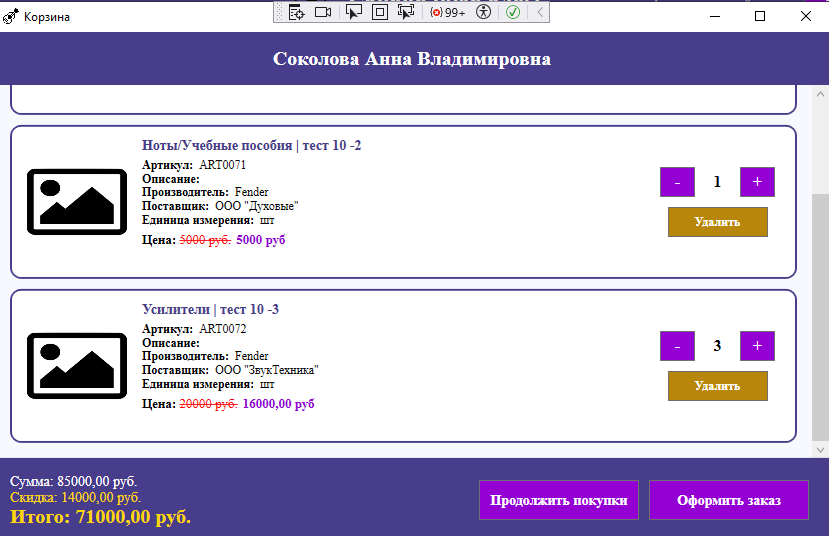 Корзина
99+
Соколова Анна Владимировна
Ноты/Учебные пособия | тест 10 -2
Артикул: ART0071
Описание:
Производитель: Fender
Поставщик: ООО "Духовые"
Единица измерения: шт
Цена: 5000 руб. 5000 руб
- 1 +
Удалить
Усилители | тест 10 -3
Артикул: ART0072
Описание:
Производитель: Fender
Поставщик: ООО "ЗвукТехника"
Единица измерения: шт
Цена: 20000 руб. 16000,00 руб
- 3 +
Удалить
Сумма: 85000,00 руб.
Скидка: 14000,00 руб.
Итого: 71000,00 руб.
Продолжить покупки
Оформить заказ